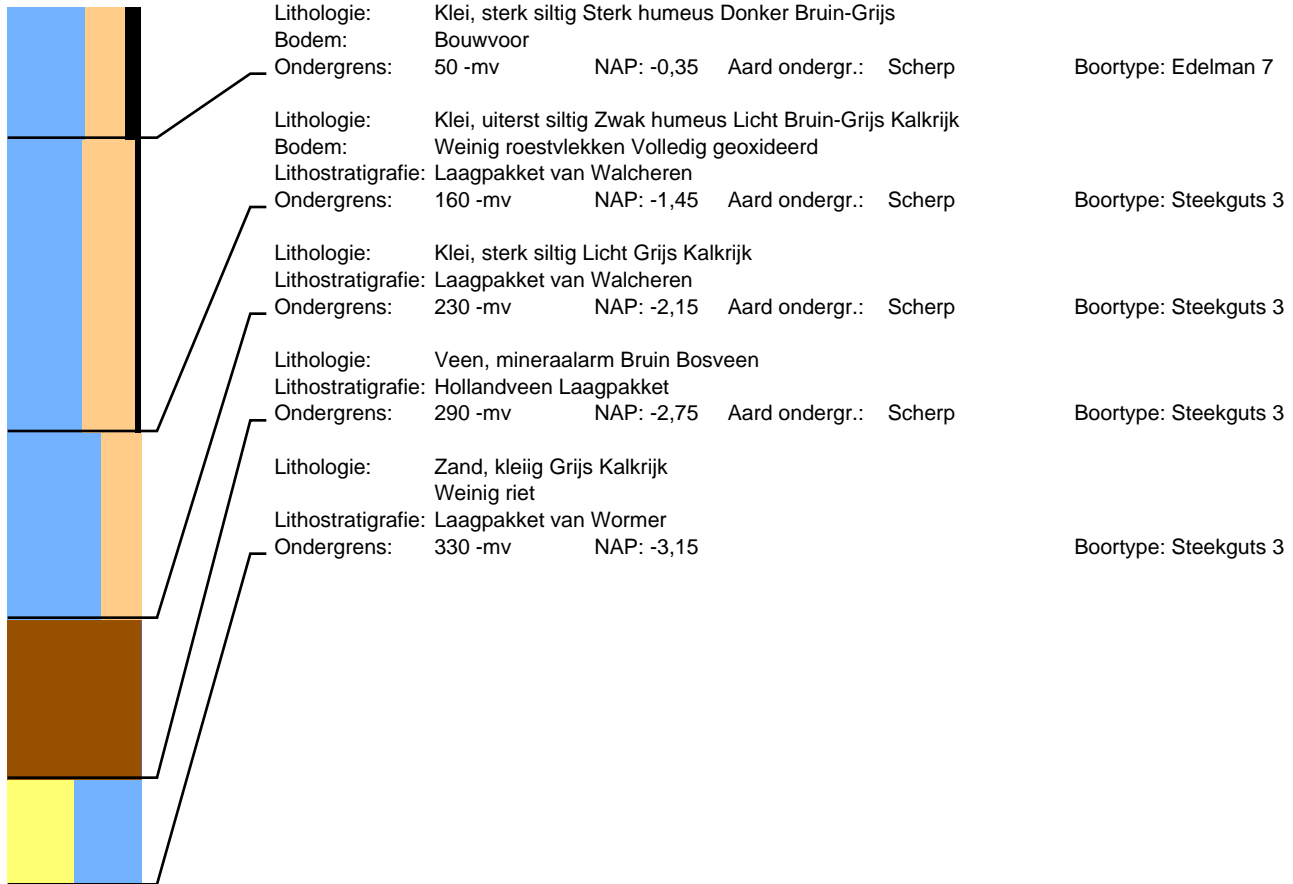 Lithologie: Klei, sterk siltig Sterk humeus Donker Bruin-Grijs
Bodem: Bouwvoor
Ondergrens: 50 -mv NAP: -0,35 Aard ondergr.: Scherp Boortype: Edelman 7
Lithologie: Klei, uiterst siltig Zwak humeus Licht Bruin-Grijs Kalkrijk
Bodem: Weinig roestvlekken Volledig geoxideerd
Lithostratigrafie: Laagpakket van Walcheren
Ondergrens: 160 -mv NAP: -1,45 Aard ondergr.: Scherp Boortype: Steekguts 3
Lithologie: Klei, sterk siltig Licht Grijs Kalkrijk
Lithostratigrafie: Laagpakket van Walcheren
Ondergrens: 230 -mv NAP: -2,15 Aard ondergr.: Scherp Boortype: Steekguts 3
Lithologie: Veen, mineraalarm Bruin Bosveen
Lithostratigrafie: Hollandveen Laagpakket
Ondergrens: 290 -mv NAP: -2,75 Aard ondergr.: Scherp Boortype: Steekguts 3
Lithologie: Zand, kleiig Grijs Kalkrijk
Weinig riet
Lithostratigrafie: Laagpakket van Wormer
Ondergrens: 330 -mv NAP: -3,15 Boortype: Steekguts 3